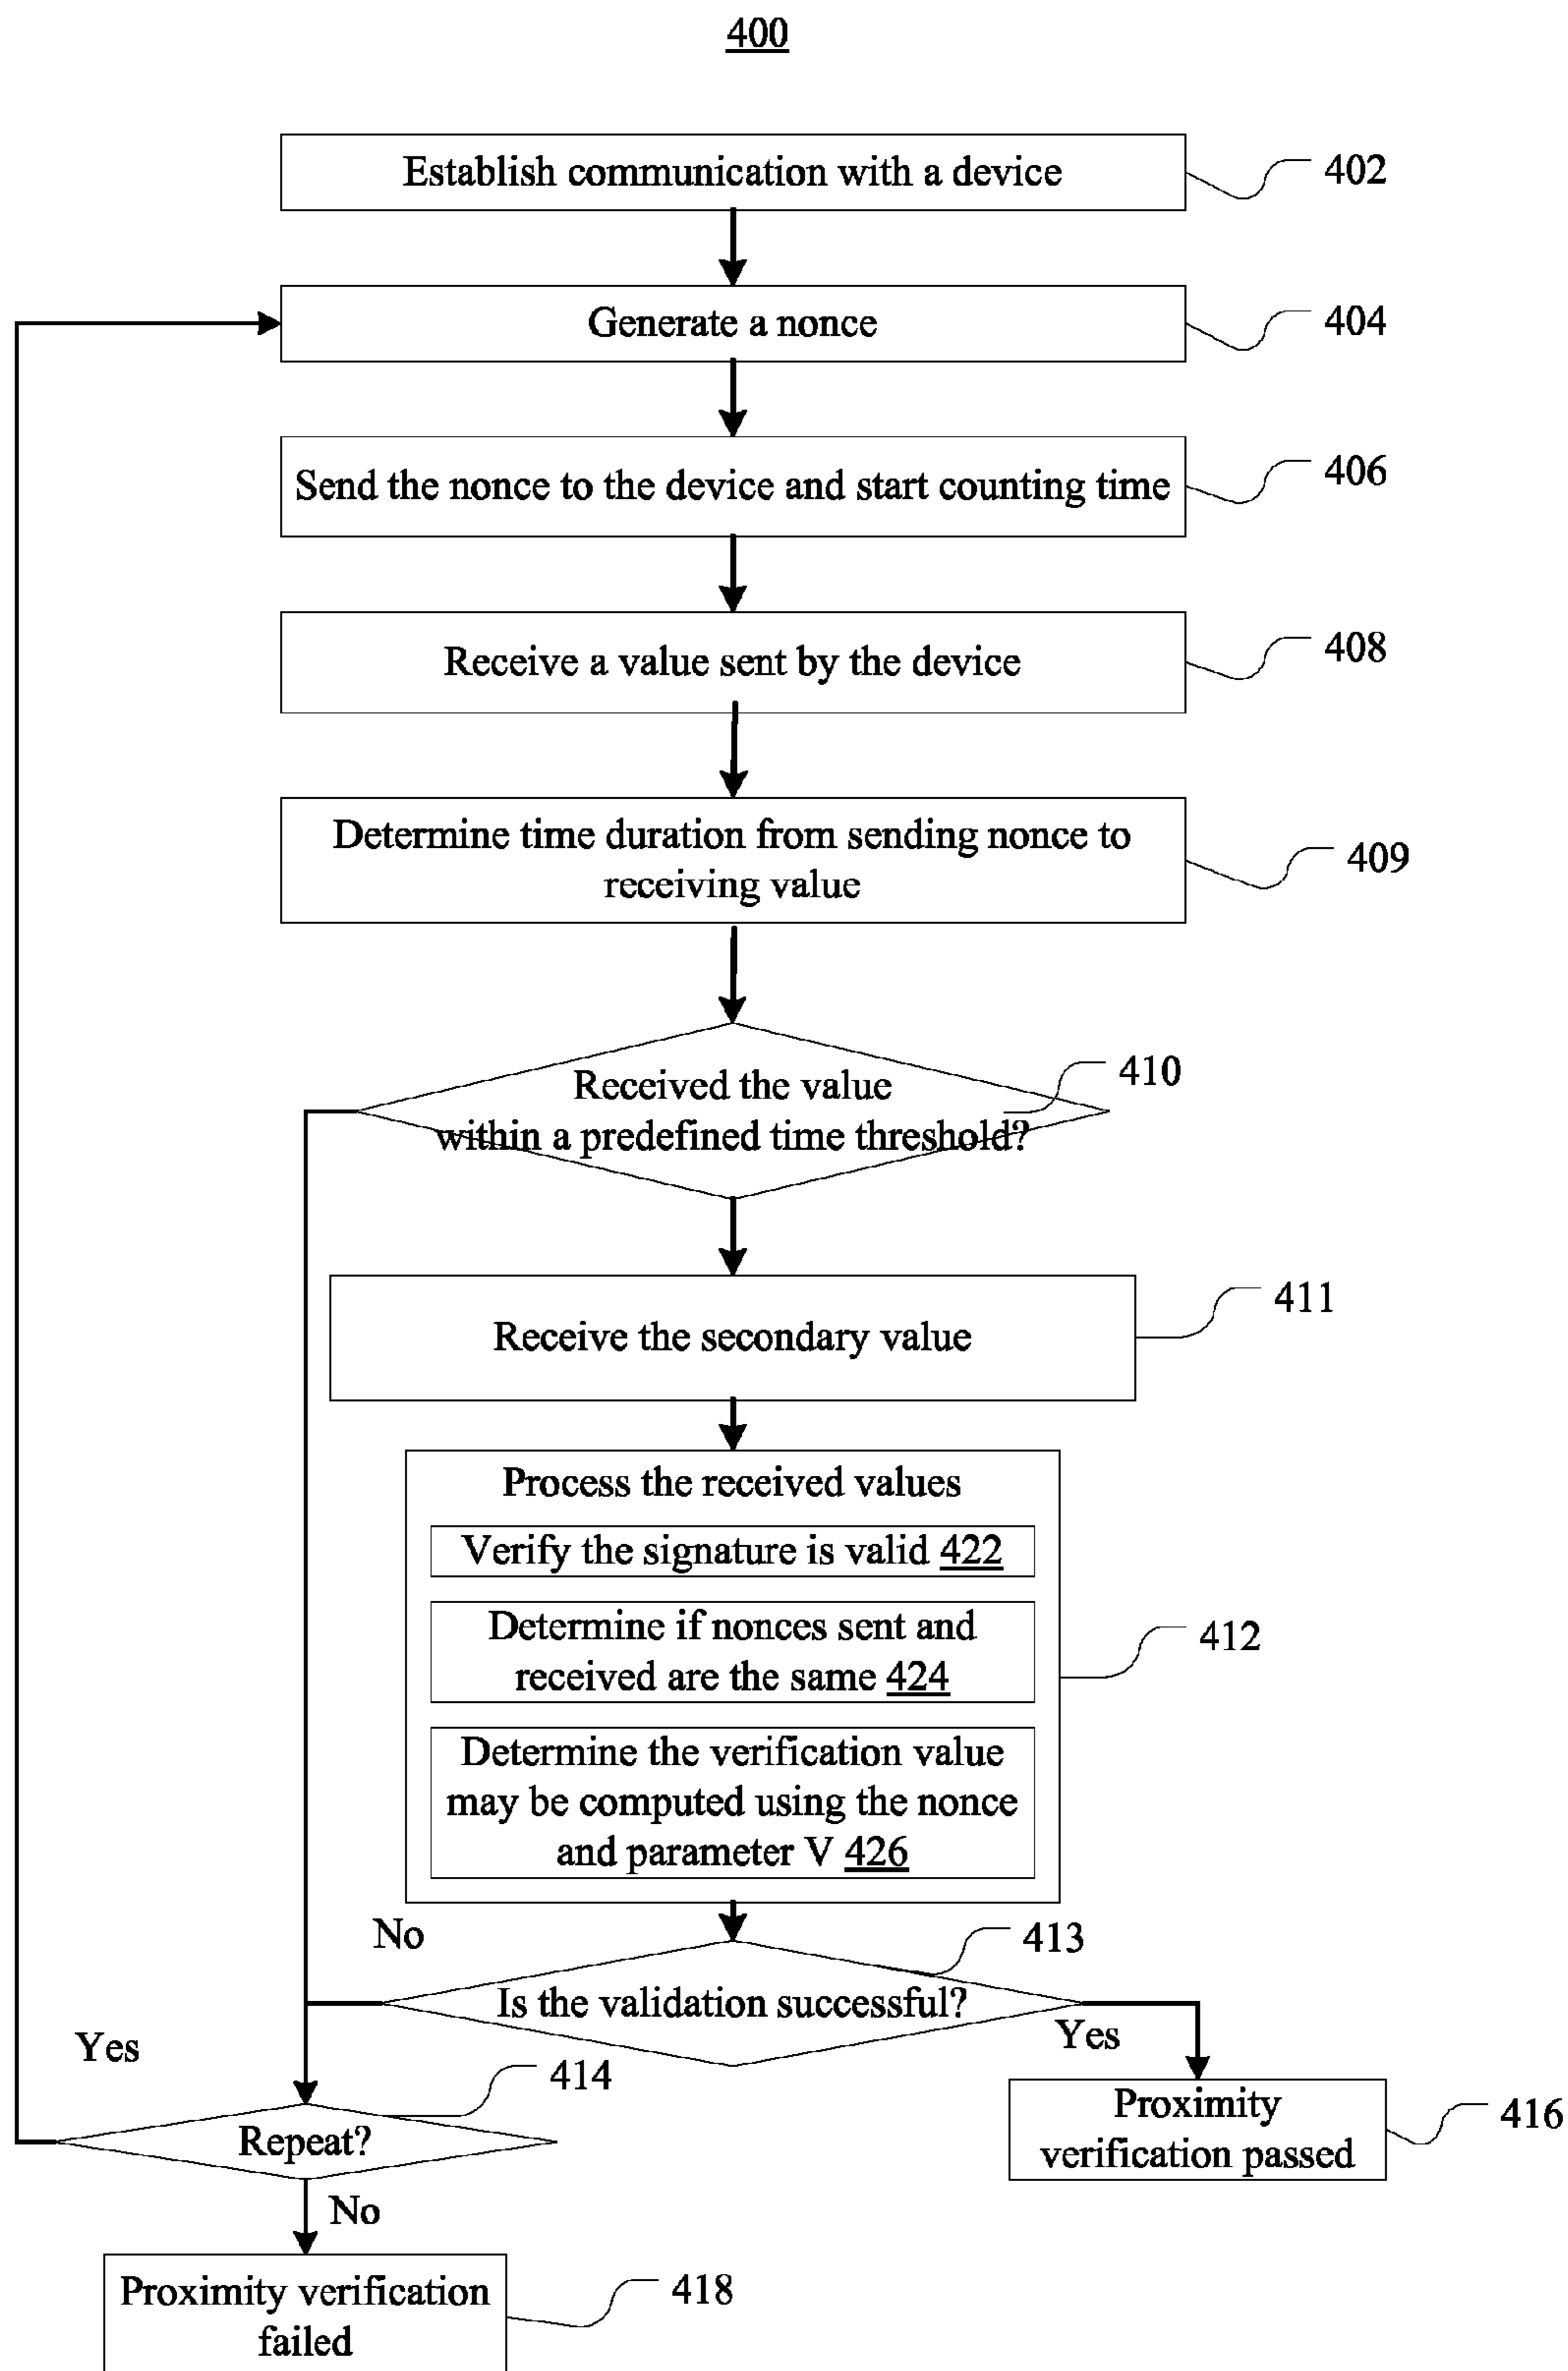 400
Establish communication with a device
402
Generate a nonce
404
Send the nonce to the device and start counting time
406
Receive a value sent by the device
408
Determine time duration from sending nonce to
receiving value
409
Received the value
within a predefined time threshold?
410
Receive the secondary value
411
Process the received values
Verify the signature is valid 422
Determine if nonces sent and
received are the same 424
Determine the verification value
may be computed using the nonce
and parameter V 426
412
No
Is the validation successful?
413
Yes
Yes
Repeat?
414
Proximity
verification passed
416
No
Proximity verification
failed
418